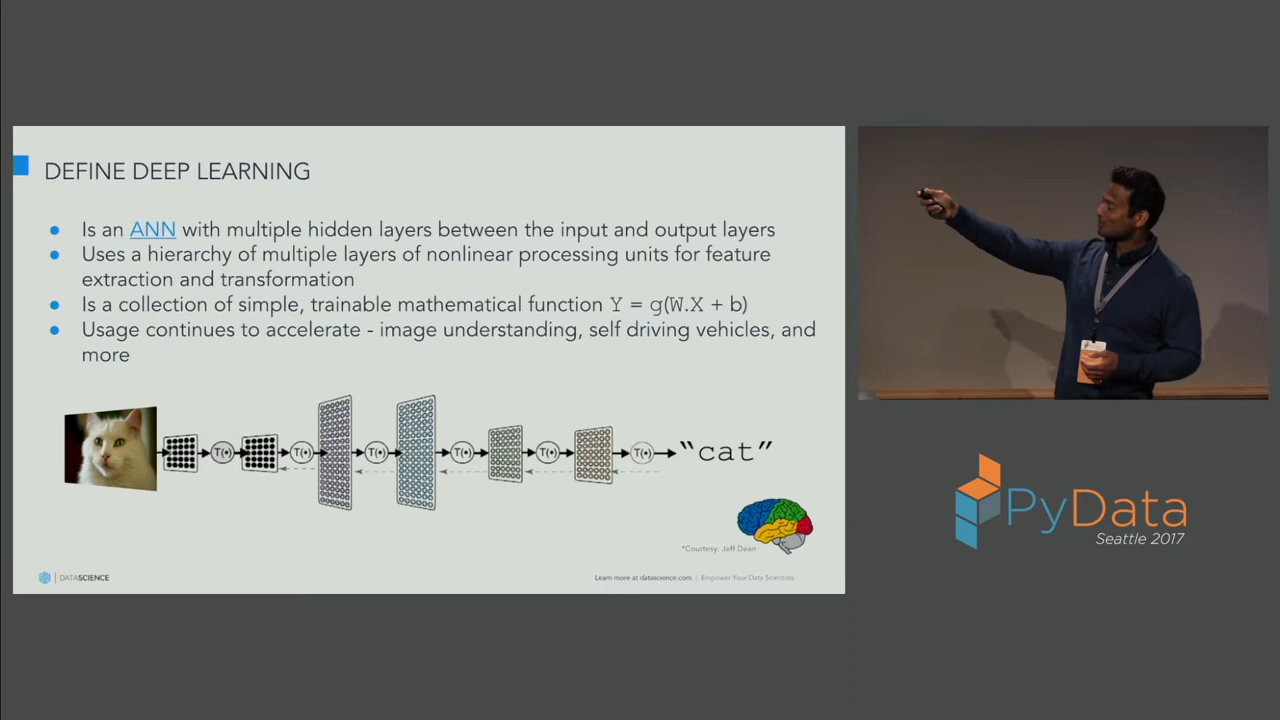 DEFINE DEEP LEARNING
Is an ANN with multiple hidden layers between the input and output layers
Uses a hierarchy of multiple layers of nonlinear processing units for feature
extraction and transformation
Is a collection of simple, trainable mathematical function Y = g(W.X + b)
Usage continues to accelerate - image understanding, self driving vehicles, and
more
T(•) T(•) T(•) T(•) T(•) T(•) "cat"
*Courtesy: Jeff Dean
DATASCIENCE
Learn more at datascience.com | Empower Your Data Scientists
PyData
Seattle 2017